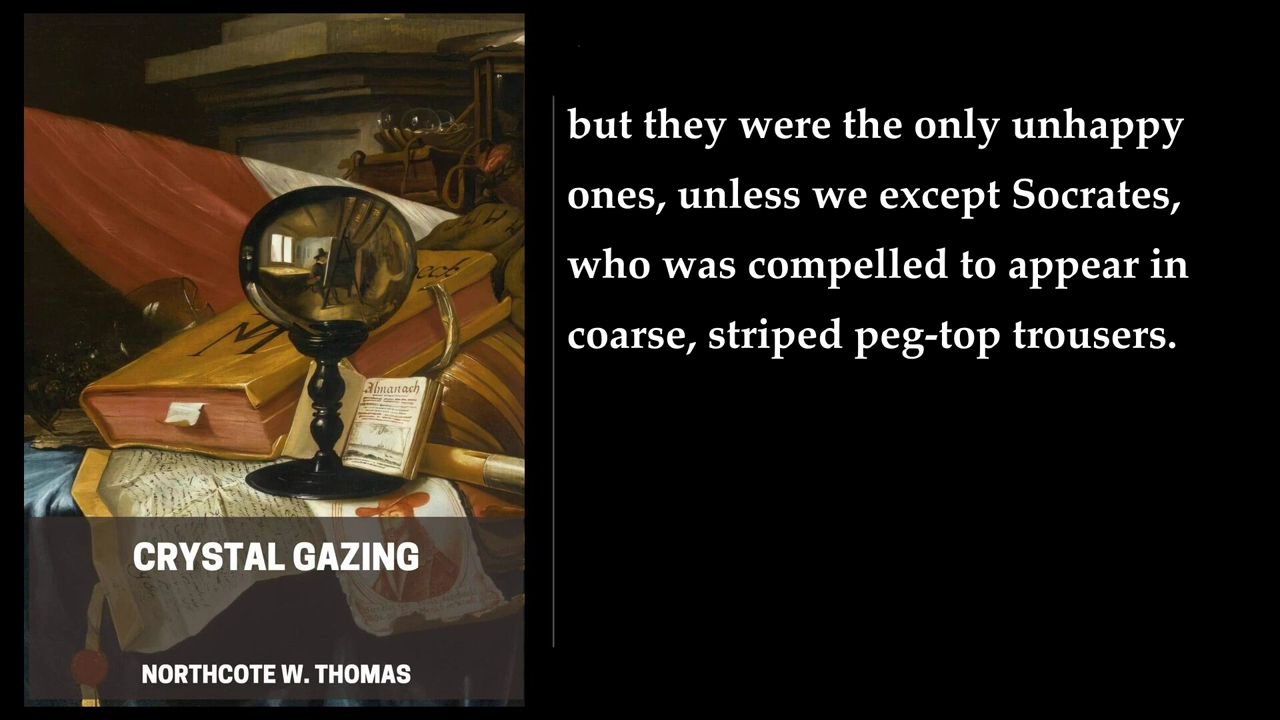 but they were the only unhappy
ones, unless we except Socrates,
who was compelled to appear in
coarse, striped peg-top trousers.
M
Almanach
CRYSTAL GAZING
NORTHCOTE W. THOMAS